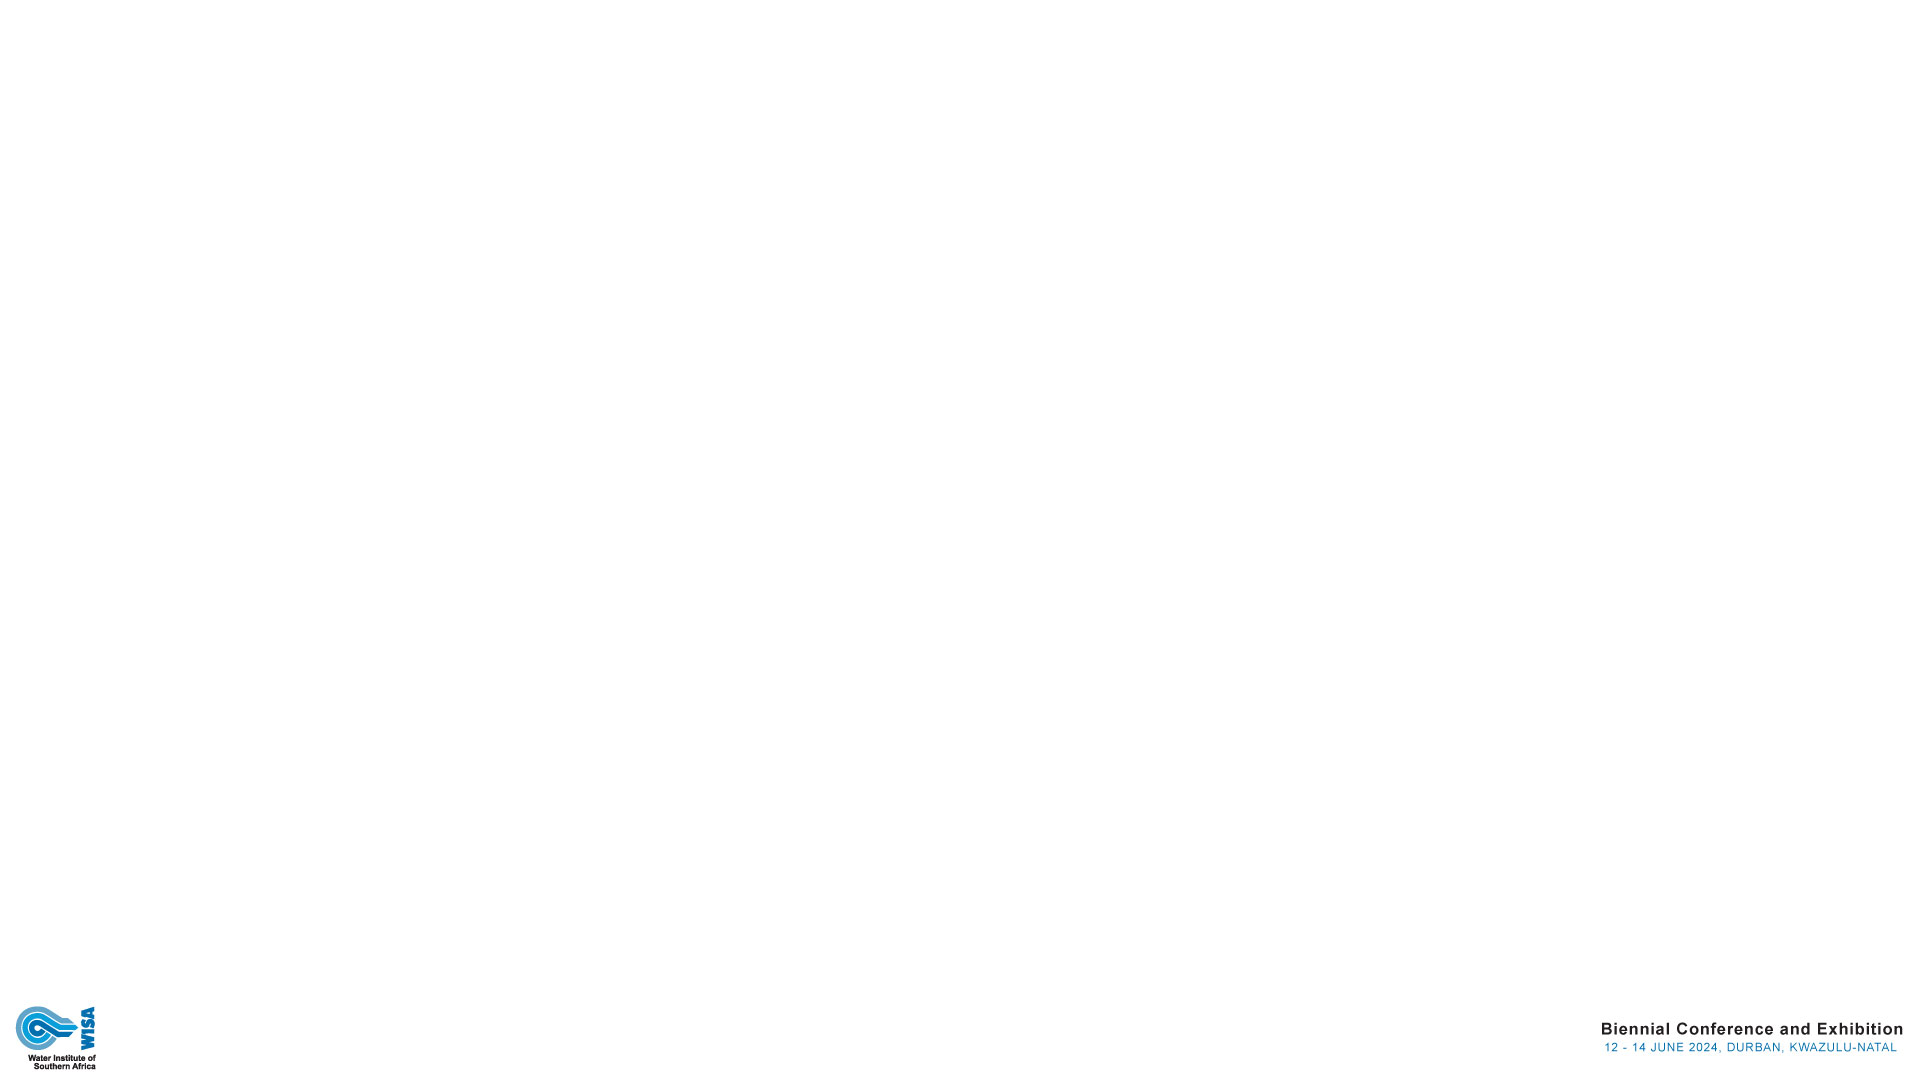 WISA
Water Institute of
Southern Africa
Biennial Conference and Exhibition
12 - 14 JUNE 2024, DURBAN, KWAZULU-NATAL